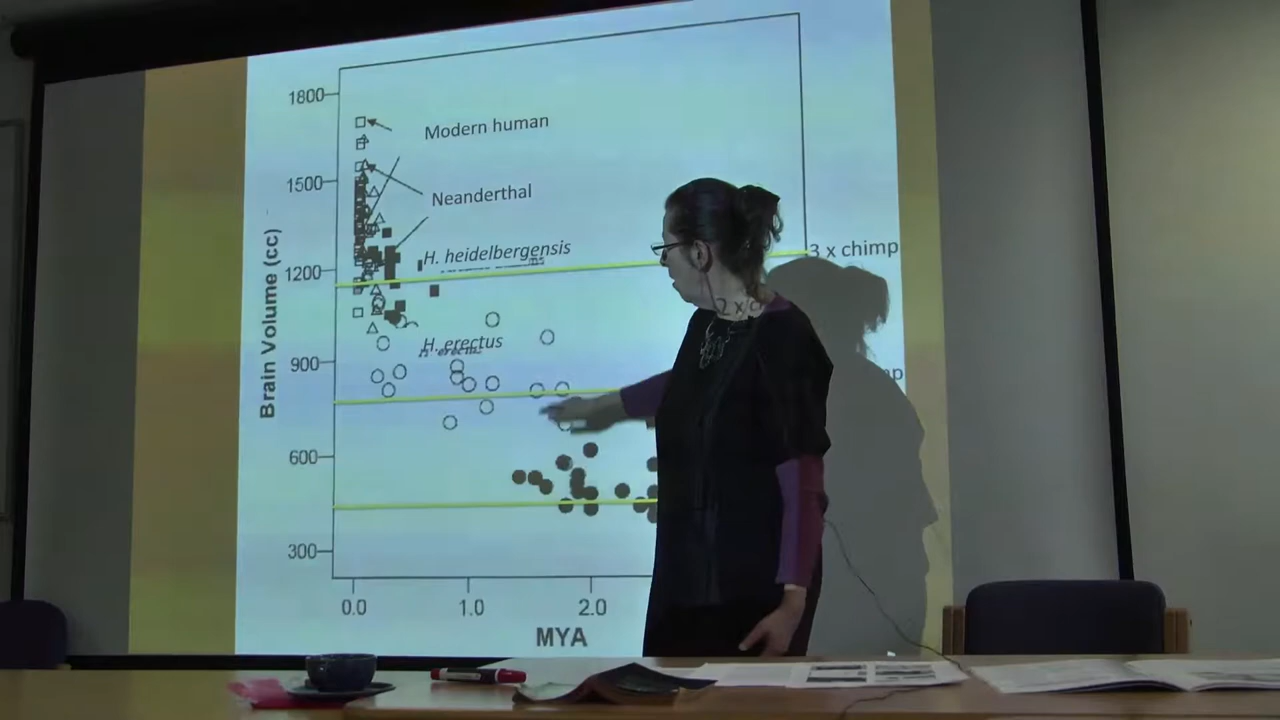 1800
Modern human
1500
Neanderthal
H. heidelbergensis
3 x chimp
1200
2 x
H. erectus
900
Brain Volume (cc)
600
300
0.0 1.0 2.0
MYA